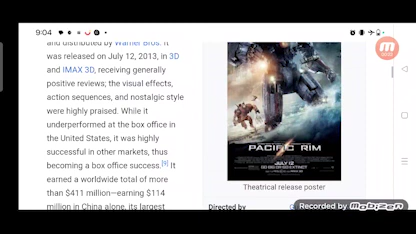 9:04
and distributed by Warner Bros. It
was released on July 12, 2013, in 3D
and IMAX 3D, receiving generally
positive reviews; the visual effects,
action sequences, and nostalgic style
were highly praised. While it
underperformed at the box office in
the United States, it was highly
successful in other markets, thus
becoming a box office success.[9] It
earned a worldwide total of more
than $411 million—earning $114
million in China alone, its largest
PACIFIC RIM
JULY 12
Theatrical release poster
Directed by
Recorded by Mobizen